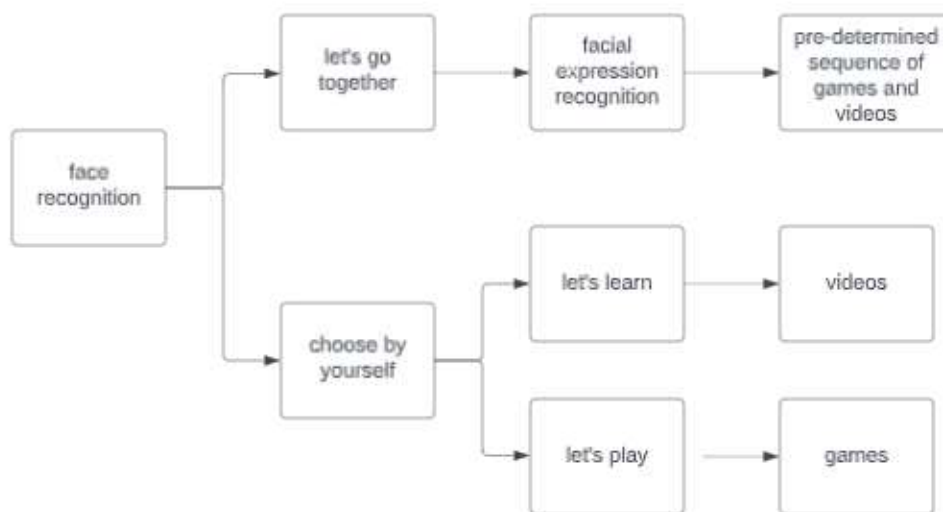 let's go
together
facial
expression
recognition
pre-determined
sequence of
games and
videos
face
recognition
let's learn
videos
choose by
yourself
let's play
games